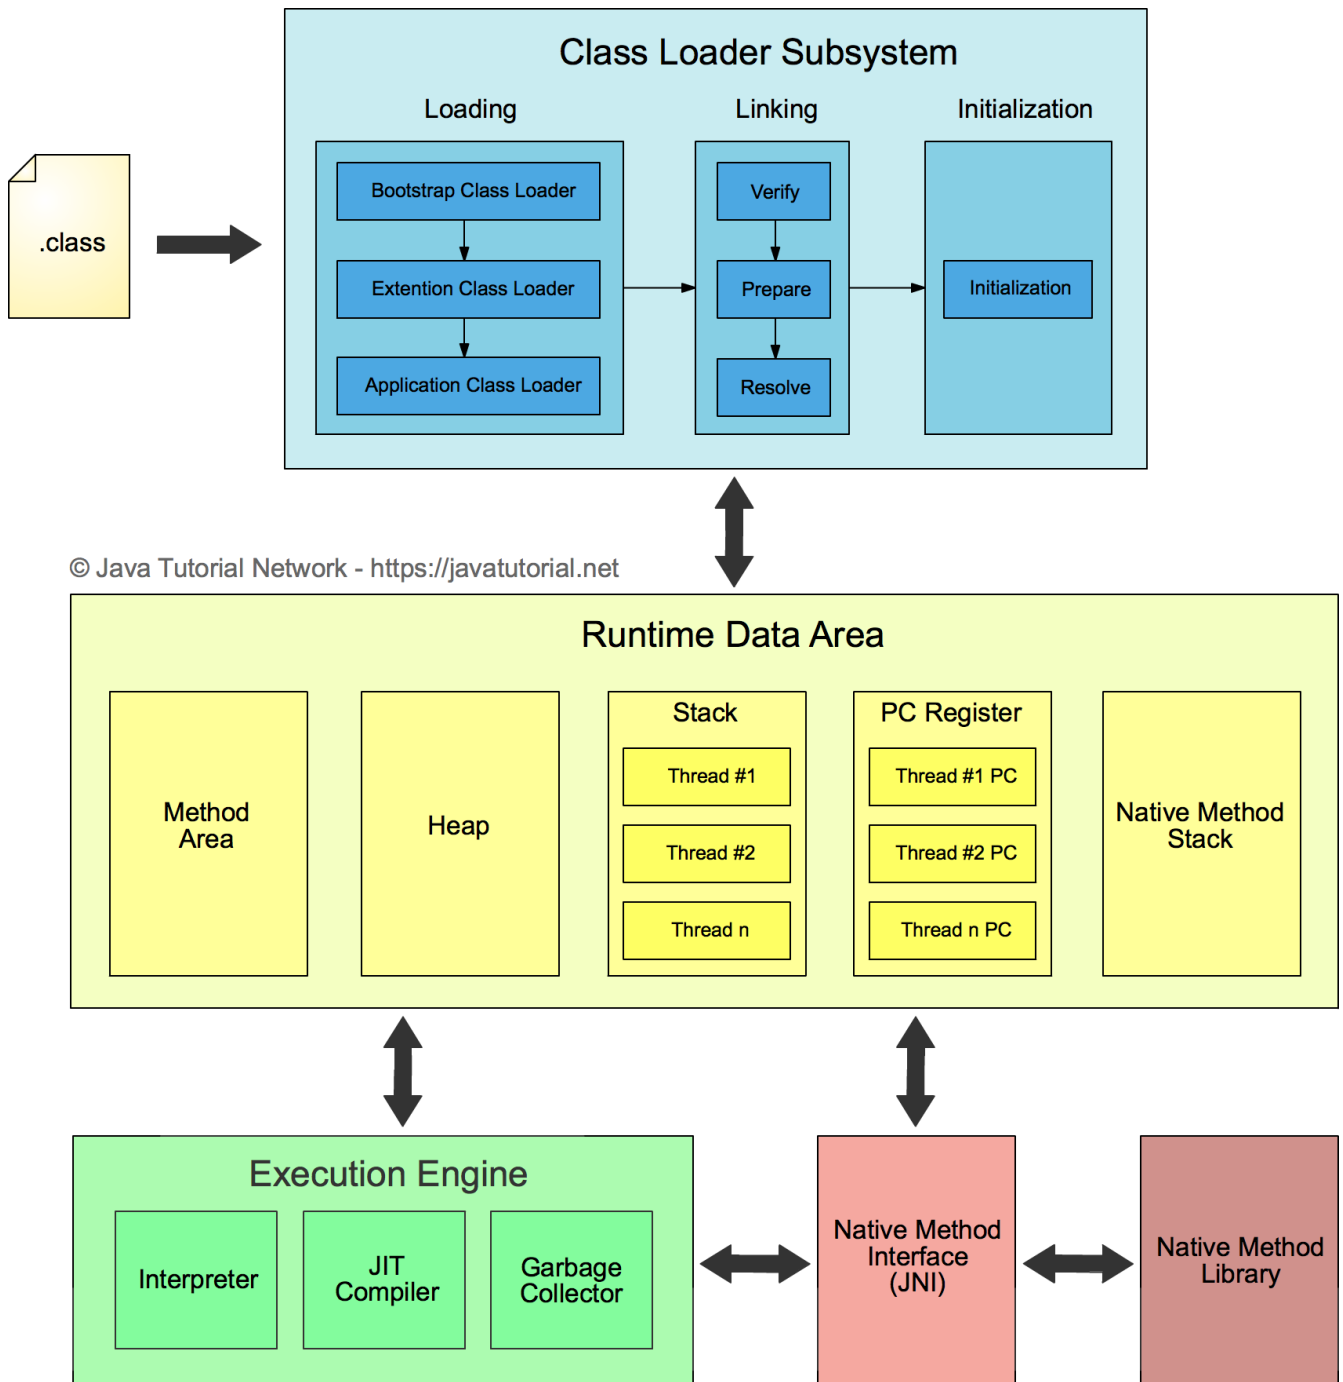 Class Loader Subsystem
Loading
Linking
Initialization
.class
Bootstrap Class Loader
Extention Class Loader
Application Class Loader
Verify
Prepare
Resolve
Initialization
© Java Tutorial Network - https://javatutorial.net
Runtime Data Area
Method
Area
Heap
Stack
Thread #1
Thread #2
Thread n
PC Register
Thread #1 PC
Thread #2 PC
Thread n PC
Native Method
Stack
Execution Engine
Interpreter
JIT
Compiler
Garbage
Collector
Native Method
Interface
(JNI)
Native Method
Library